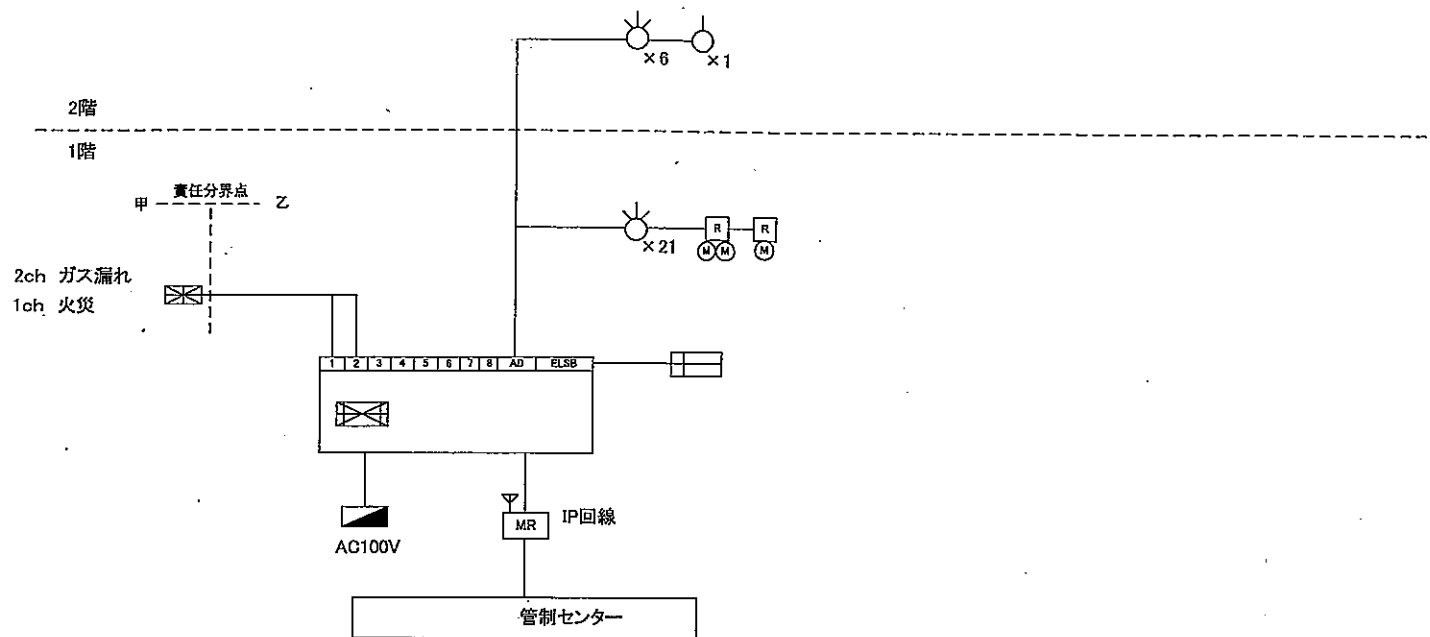 ×6 ×1
2階
1階
責任分界点
甲 乙
×21
R R
M M M
2ch ガス漏れ
1ch 火災
1 2 3 4 5 6 7 8 AD ELSB
MR IP回線
AC100V
管制センター